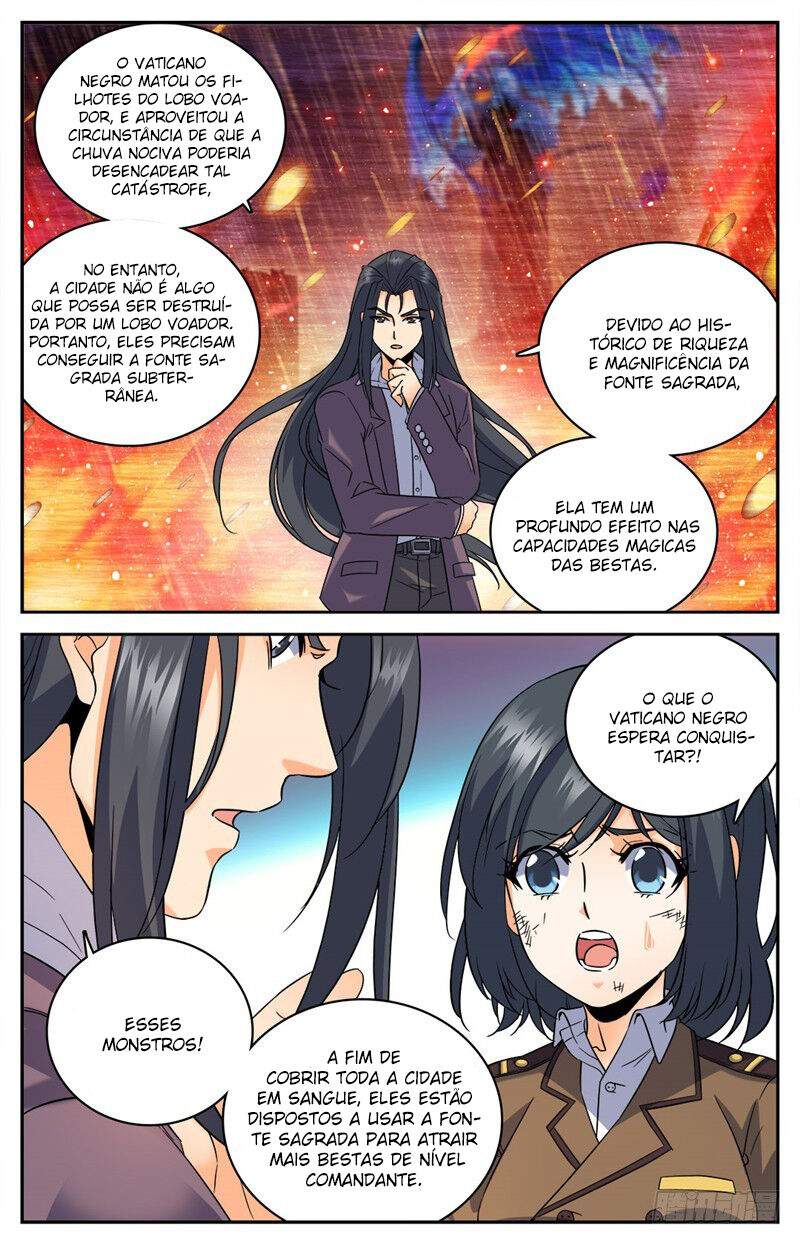 O VATICANO
NEGRO MATOU OS FI-
LHOTES DO LOBO VOA-
DOR, E APROVEITOU A
CIRCUNSTÂNCIA DE QUE A
CHUVA NOCIVA PODERIA
DESENCADEAR TAL
CATÁSTROFE,
NO ENTANTO,
A CIDADE NÃO É ALGO
QUE POSSA SER DESTRUÍ-
DA POR UM LOBO VOADOR.
PORTANTO, ELES PRECISAM
CONSEGUIR A FONTE SA-
GRADA SUBTER-
RÂNEA.
DEVIDO AO HIS-
TÓRICO DE RIQUEZA
E MAGNIFICÊNCIA DA
FONTE SAGRADA,
ELA TEM UM
PROFUNDO EFEITO NAS
CAPACIDADES MAGICAS
DAS BESTAS.
O QUE O
VATICANO NEGRO
ESPERA CONQUIS-
TAR?!
ESSES
MONSTROS!
A FIM DE
COBRIR TODA A CIDADE
EM SANGUE, ELES ESTÃO
DISPOSTOS A USAR A FON-
TE SAGRADA PARA ATRAIR
MAIS BESTAS DE NÍVEL
COMANDANTE.
腾讯动漫